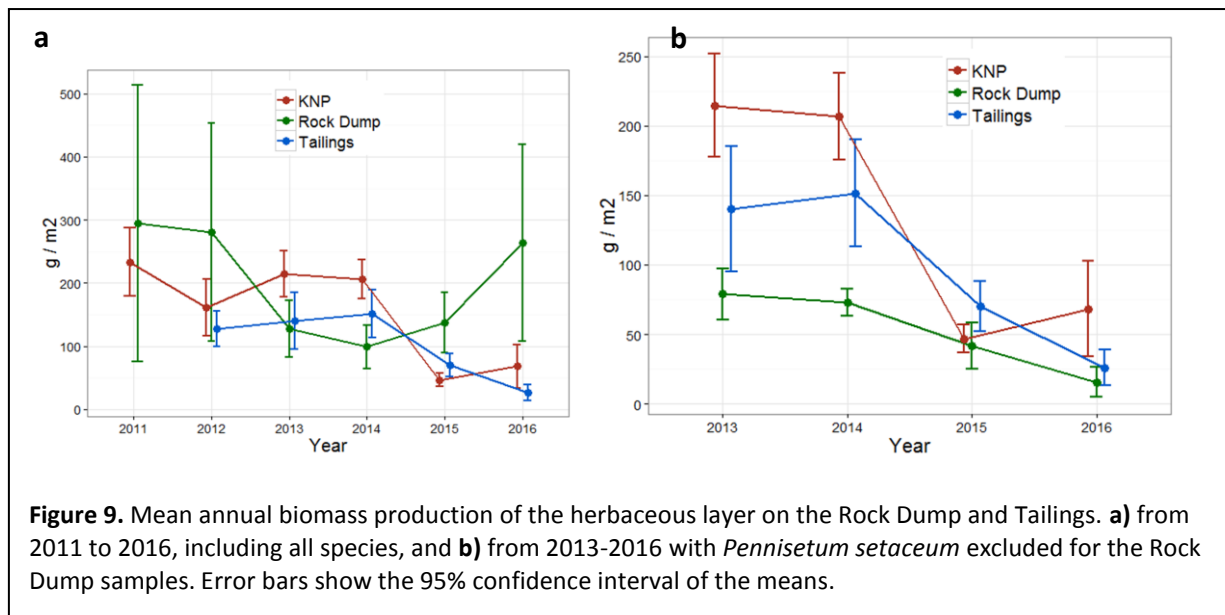 a
g / m2
500
400
300
200
100
0
KNP
Rock Dump
Tailings
2011 2012 2013 2014 2015 2016
Year
b
g / m2
250
200
150
100
50
0
KNP
Rock Dump
Tailings
2013 2014 2015 2016
Year
Figure 9. Mean annual biomass production of the herbaceous layer on the Rock Dump and Tailings. a) from
2011 to 2016, including all species, and b) from 2013-2016 with Pennisetum setaceum excluded for the Rock
Dump samples. Error bars show the 95% confidence interval of the means.